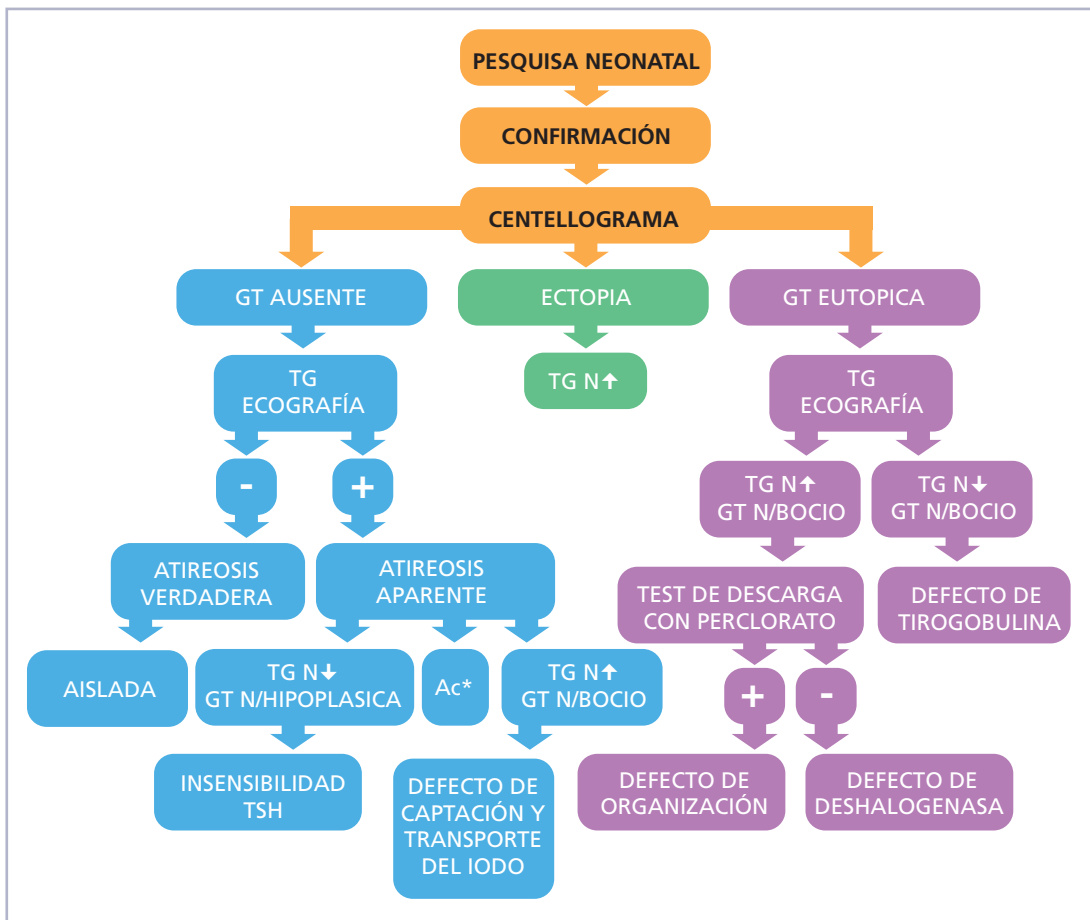 PESQUISA NEONATAL
CONFIRMACIÓN
CENTELLOGRAMA
GT AUSENTE
ECTOPIA
GT EUTOPICA
TG
ECOGRAFÍA
TG N↑
TG
ECOGRAFÍA
-
+
TG N↑
GT N/BOCIO
TG N↓
GT N/BOCIO
ATIREOSIS
VERDADERA
ATIREOSIS
APARENTE
TEST DE DESCARGA
CON PERCLORATO
DEFECTO DE
TIROGOBULINA
AISLADA
TG N↓
GT N/HIPOPLASICA
Ac*
TG N↑
GT N/BOCIO
+
-
INSENSIBILIDAD
TSH
DEFECTO DE
CAPTACIÓN Y
TRANSPORTE
DEL IODO
DEFECTO DE
ORGANIZACIÓN
DEFECTO DE
DESHALOGENASA